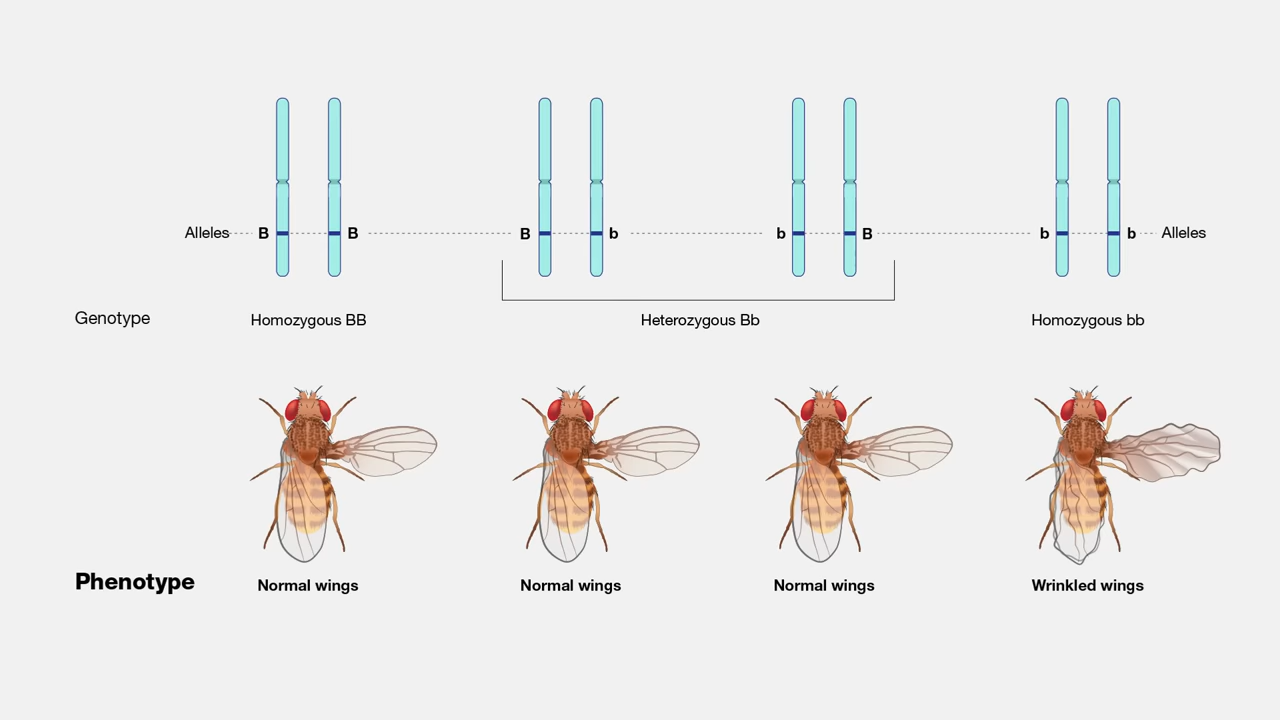 Alleles B B B b b B b b Alleles
Genotype Homozygous BB Heterozygous Bb Homozygous bb
Phenotype Normal wings Normal wings Normal wings Wrinkled wings